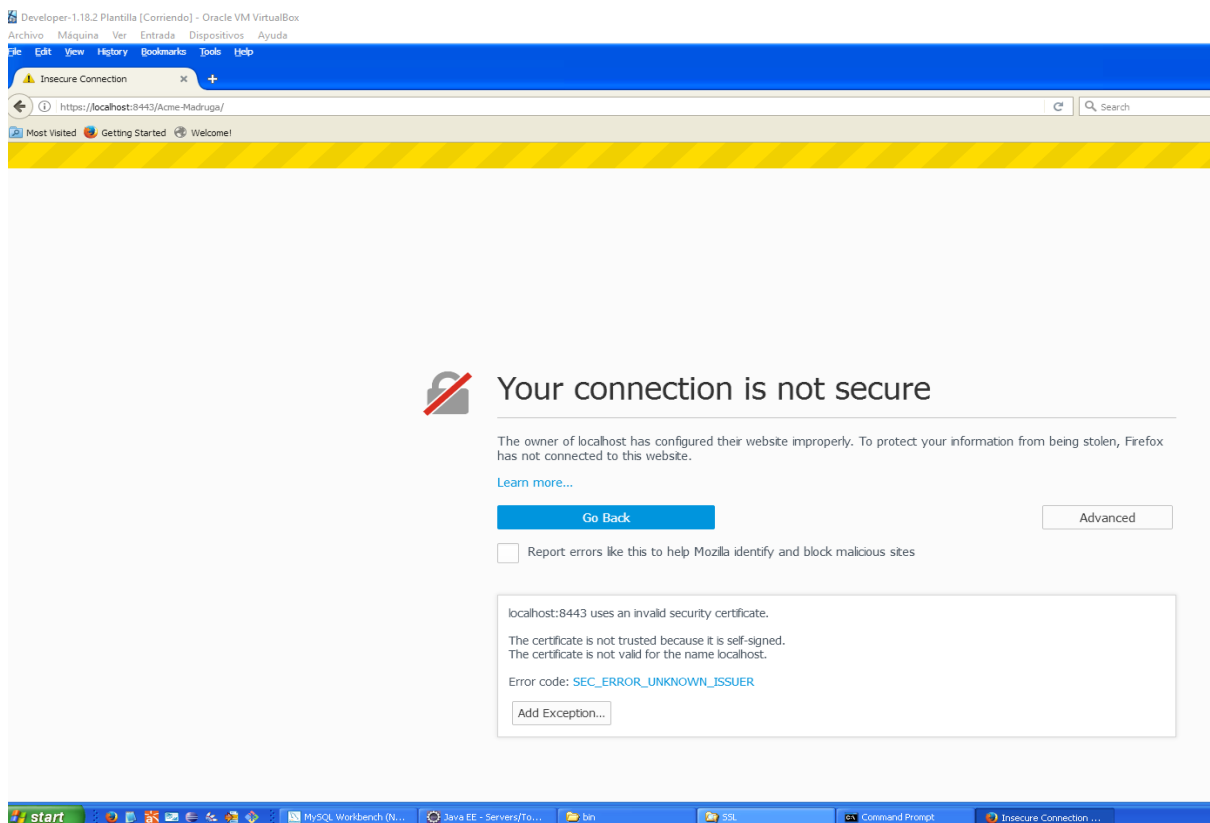 Developer-1.18.2 Plantilla [Corriendo] - Oracle VM VirtualBox
Archivo Máquina Ver Entrada Dispositivos Ayuda
File Edit View History Bookmarks Tools Help
Insecure Connection
https://localhost:8443/Acme-Madruga/
Search
Most Visited Getting Started Welcome!
Your connection is not secure
The owner of localhost has configured their website improperly. To protect your information from being stolen, Firefox
has not connected to this website.
Learn more...
Go Back Advanced
Report errors like this to help Mozilla identify and block malicious sites
localhost:8443 uses an invalid security certificate.
The certificate is not trusted because it is self-signed.
The certificate is not valid for the name localhost.
Error code: SEC_ERROR_UNKNOWN_ISSUER
Add Exception...
start MySQL Workbench (N... Java EE - Servers/To... bin SSL Command Prompt Insecure Connection ...